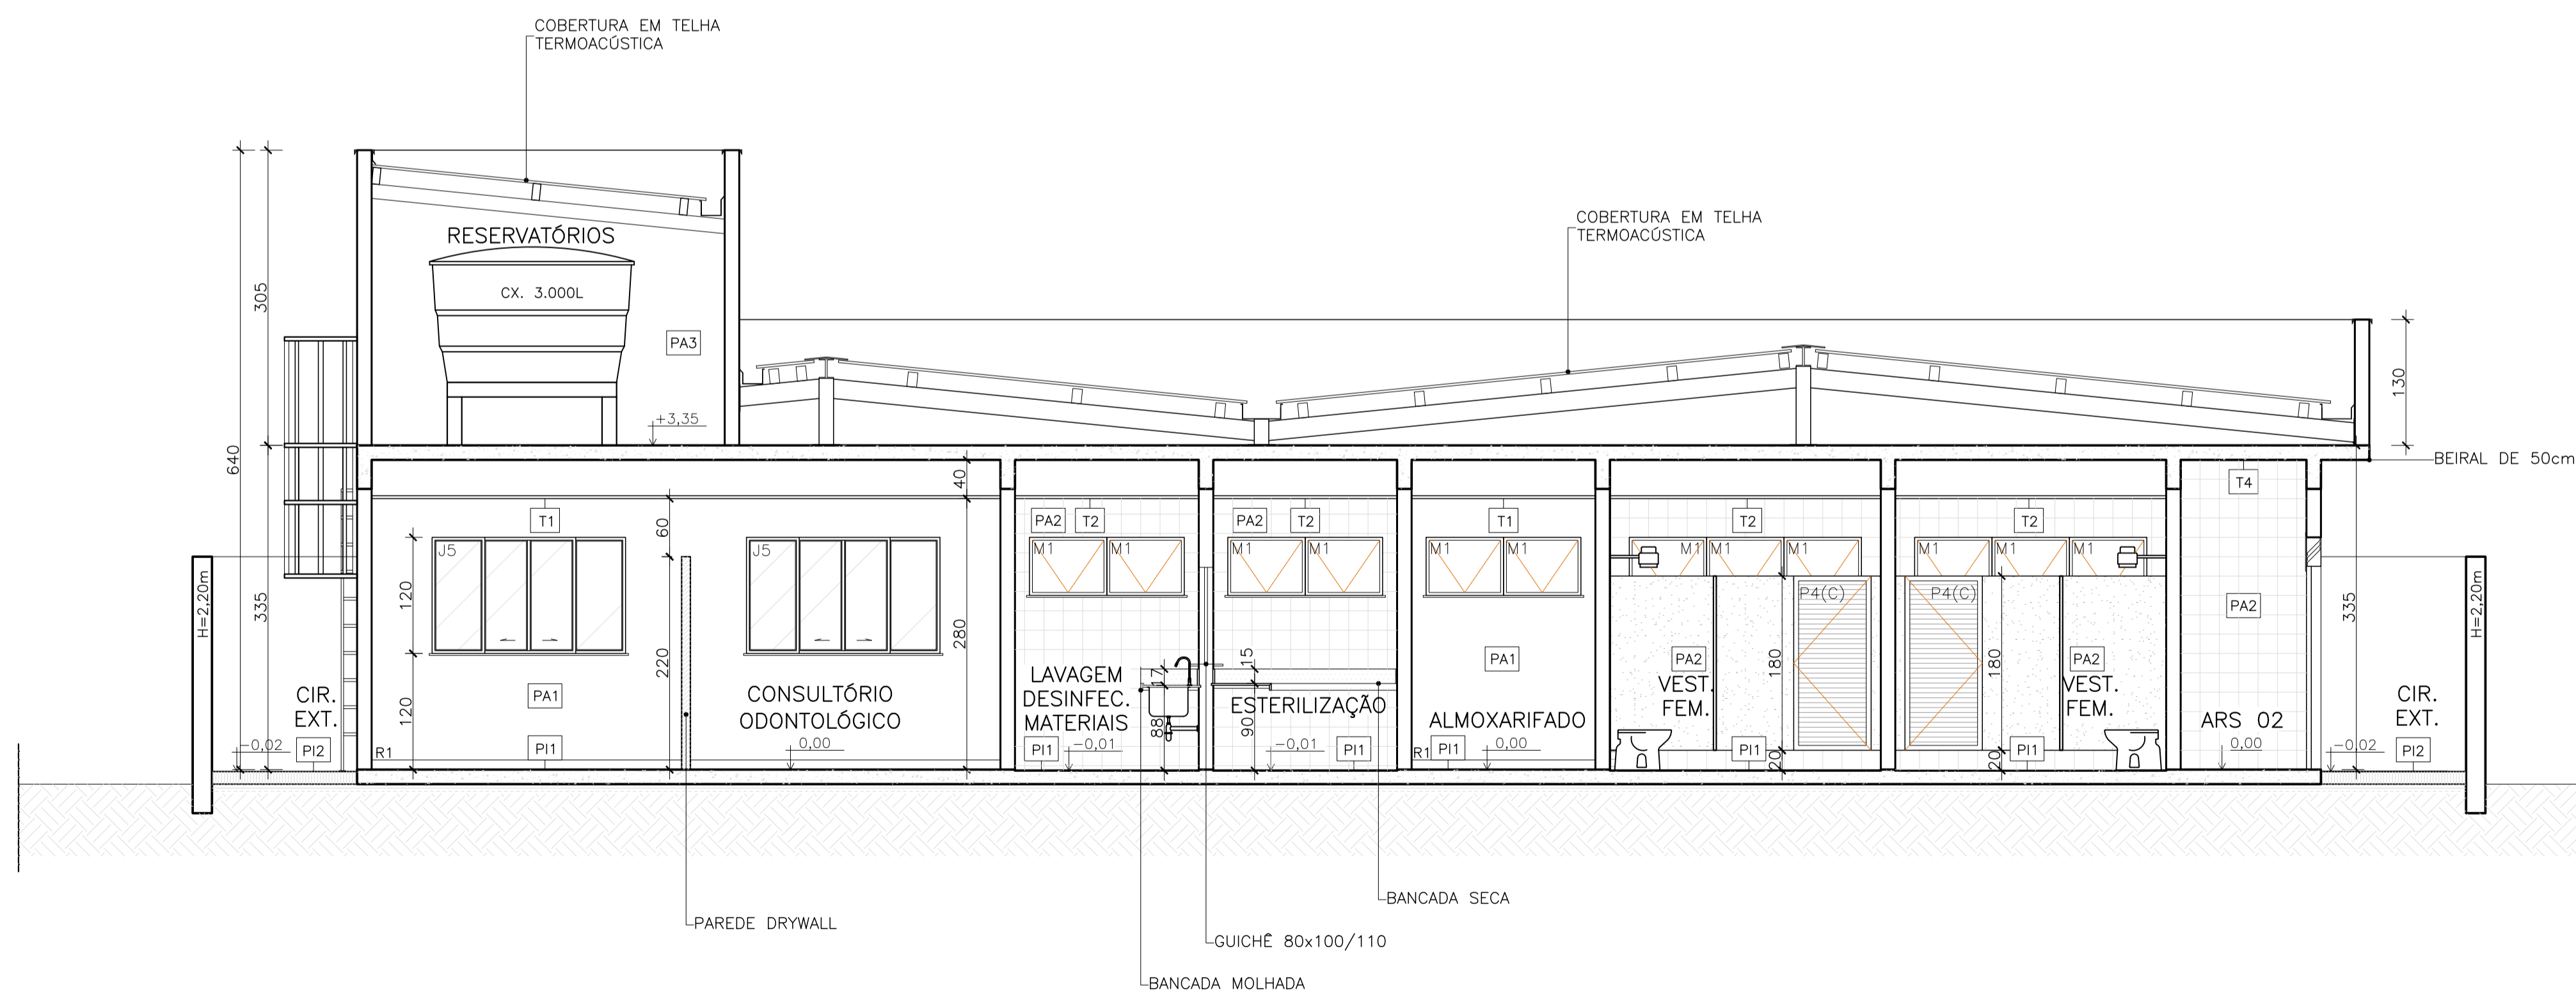 COBERTURA EM TELHA
TERMOACÚSTICA
COBERTURA EM TELHA
TERMOACÚSTICA
RESERVATÓRIOS
CX. 3.000L
305
PA3
130
+3,35
640
BEIRAL DE 50cm
40
T4
T1
PA2
T2
PA2
T2
T1
T2
T2
60
J5
J5
M1
M1
M1
M1
M1
M1
M1
M1
M1
M1
M1
M1
H=2,20m
335
120
280
P4(C)
P4(C)
PA2
335
H=2,20m
220
17
15
PA1
PA2
180
180
PA2
CIR.
EXT.
PA1
CONSULTÓRIO
ODONTOLÓGICO
LAVAGEM
DESINFEC.
MATERIAIS
ESTERILIZAÇÃO
ALMOXARIFADO
VEST.
FEM.
VEST.
FEM.
ARS 02
CIR.
EXT.
120
88
90
-0,02
PI2
R1
PI1
0,00
PI1
-0,01
-0,01
PI1
R1
PI1
0,00
PI1
20
20
PI1
0,00
-0,02
PI2
BANCADA SECA
PAREDE DRYWALL
GUICHÊ 80x100/110
BANCADA MOLHADA